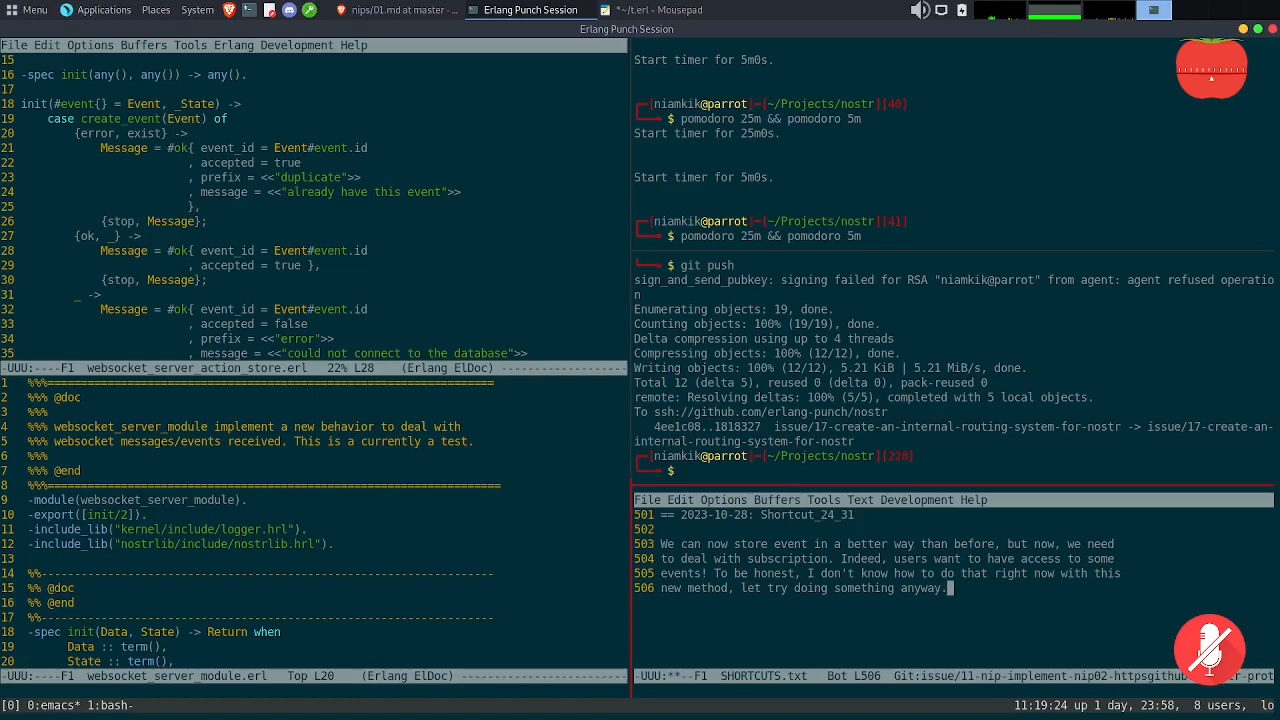 Menu Applications Places System nips/01.md at master - ... Erlang Punch Session *~/t.erl - Mousepad
Erlang Punch Session
File Edit Options Buffers Tools Erlang Development Help
15
16 -spec init(any(), any()) -> any().
17
18 init(#event{} = Event, _State) ->
19     case create_event(Event) of
20         {error, exist} ->
21             Message = #ok{ event_id = Event#event.id
22                          , accepted = true
23                          , prefix = <<"duplicate">>
24                          , message = <<"already have this event">>
25                          },
26             {stop, Message};
27         {ok, _} ->
28             Message = #ok{ event_id = Event#event.id
29                          , accepted = true },
30             {stop, Message};
31         _ ->
32             Message = #ok{ event_id = Event#event.id
33                          , accepted = false
34                          , prefix = <<"error">>
35                          , message = <<"could not connect to the database">>
-UUU:----F1  websocket_server_action_store.erl   22% L28    (Erlang ElDoc) --------------------
1  %%%===================================================================
2  %%% @doc
3  %%%
4  %%% websocket_server_module implement a new behavior to deal with
5  %%% websocket messages/events received. This is a currently a test.
6  %%%
7  %%% @end
8  %%%====================================================================
9  -module(websocket_server_module).
10 -export([init/2]).
11 -include_lib("kernel/include/logger.hrl").
12 -include_lib("nostrlib/include/nostrlib.hrl").
13
14 %%--------------------------------------------------------------------
15 %% @doc
16 %% @end
17 %%--------------------------------------------------------------------
18 -spec init(Data, State) -> Return when
19       Data :: term(),
20       State :: term(),
-UUU:----F1  websocket_server_module.erl   Top L20    (Erlang ElDoc) --------------------------
Start timer for 5m0s.
┌─[niamkik@parrot]─[~/Projects/nostr][40]
└──╼ $ pomodoro 25m && pomodoro 5m
Start timer for 25m0s.
Start timer for 5m0s.
┌─[niamkik@parrot]─[~/Projects/nostr][41]
└──╼ $ pomodoro 25m && pomodoro 5m
└──╼ $ git push
sign_and_send_pubkey: signing failed for RSA "niamkik@parrot" from agent: agent refused operatio
n
Enumerating objects: 19, done.
Counting objects: 100% (19/19), done.
Delta compression using up to 4 threads
Compressing objects: 100% (12/12), done.
Writing objects: 100% (12/12), 5.21 KiB | 5.21 MiB/s, done.
Total 12 (delta 5), reused 0 (delta 0), pack-reused 0
remote: Resolving deltas: 100% (5/5), completed with 5 local objects.
To ssh://github.com/erlang-punch/nostr
   4ee1c08..1818327  issue/17-create-an-internal-routing-system-for-nostr -> issue/17-create-an-
internal-routing-system-for-nostr
┌─[niamkik@parrot]─[~/Projects/nostr][228]
└──╼ $
File Edit Options Buffers Tools Text Development Help
501 == 2023-10-28: Shortcut_24_31
502
503 We can now store event in a better way than before, but now, we need
504 to deal with subscription. Indeed, users want to have access to some
505 events! To be honest, I don't know how to do that right now with this
506 new method, let try doing something anyway.
-UUU:**--F1  SHORTCUTS.txt   Bot L506   Git:issue/11-nip-implement-nip02-httpsgithub
[0] 0:emacs* 1:bash-
11:19:24 up 1 day, 23:58,  8 users,  lo